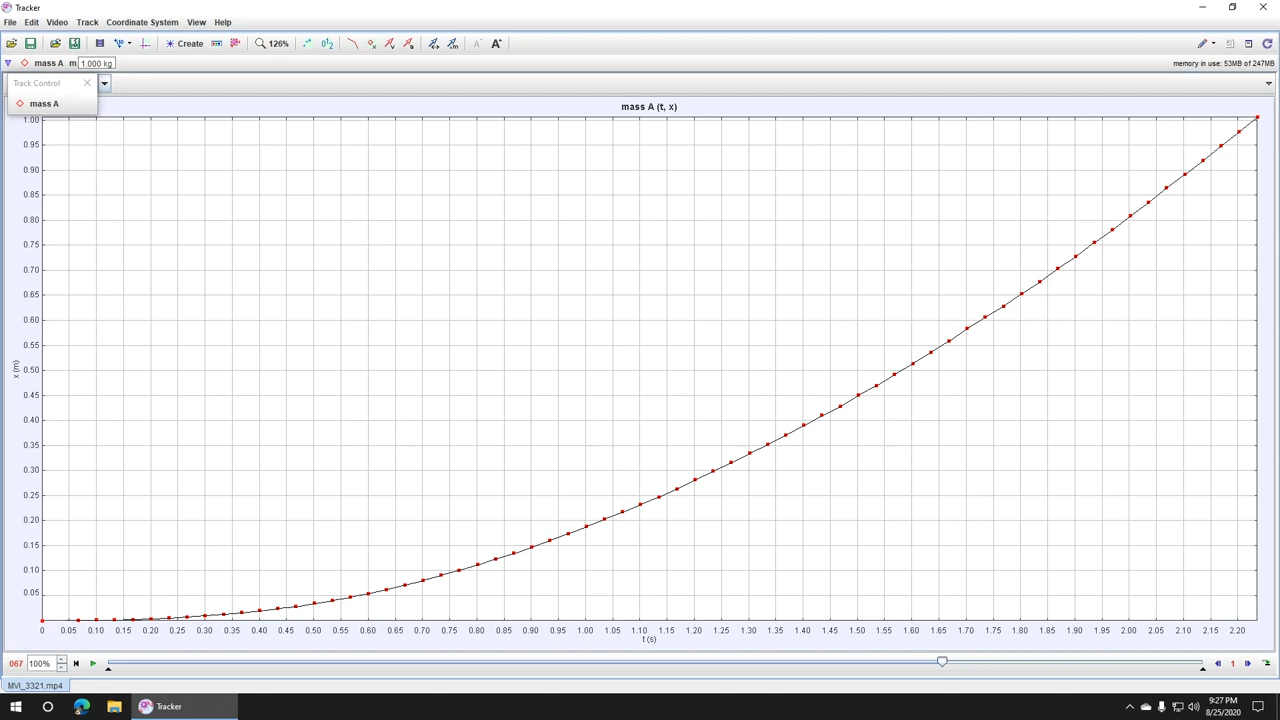 Tracker
File Edit Video Track Coordinate System View Help
Create 126%
mass A m 1.000 kg memory in use: 53MB of 247MB
Track Control
mass A
mass A (t, x)
1.00
0.95
0.90
0.85
0.80
0.75
0.70
0.65
0.60
0.55
0.50
0.45
0.40
0.35
0.30
0.25
0.20
0.15
0.10
0.05
x (m)
0 0.05 0.10 0.15 0.20 0.25 0.30 0.35 0.40 0.45 0.50 0.55 0.60 0.65 0.70 0.75 0.80 0.85 0.90 0.95 1.00 1.05 1.10 1.15 1.20 1.25 1.30 1.35 1.40 1.45 1.50 1.55 1.60 1.65 1.70 1.75 1.80 1.85 1.90 1.95 2.00 2.05 2.10 2.15 2.20
t (s)
067 100% 1
MVI_3321.mp4
Tracker
9:27 PM
8/25/2020